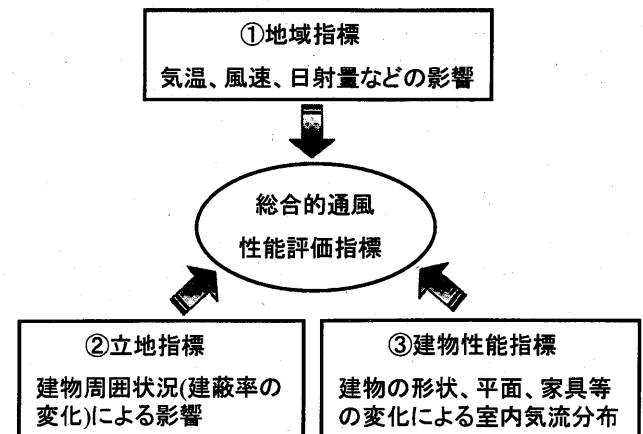 ①地域指標
気温、風速、日射量などの影響
総合的通風
性能評価指標
②立地指標
建物周囲状況(建蔽率の
変化)による影響
③建物性能指標
建物の形状、平面、家具等
の変化による室内気流分布